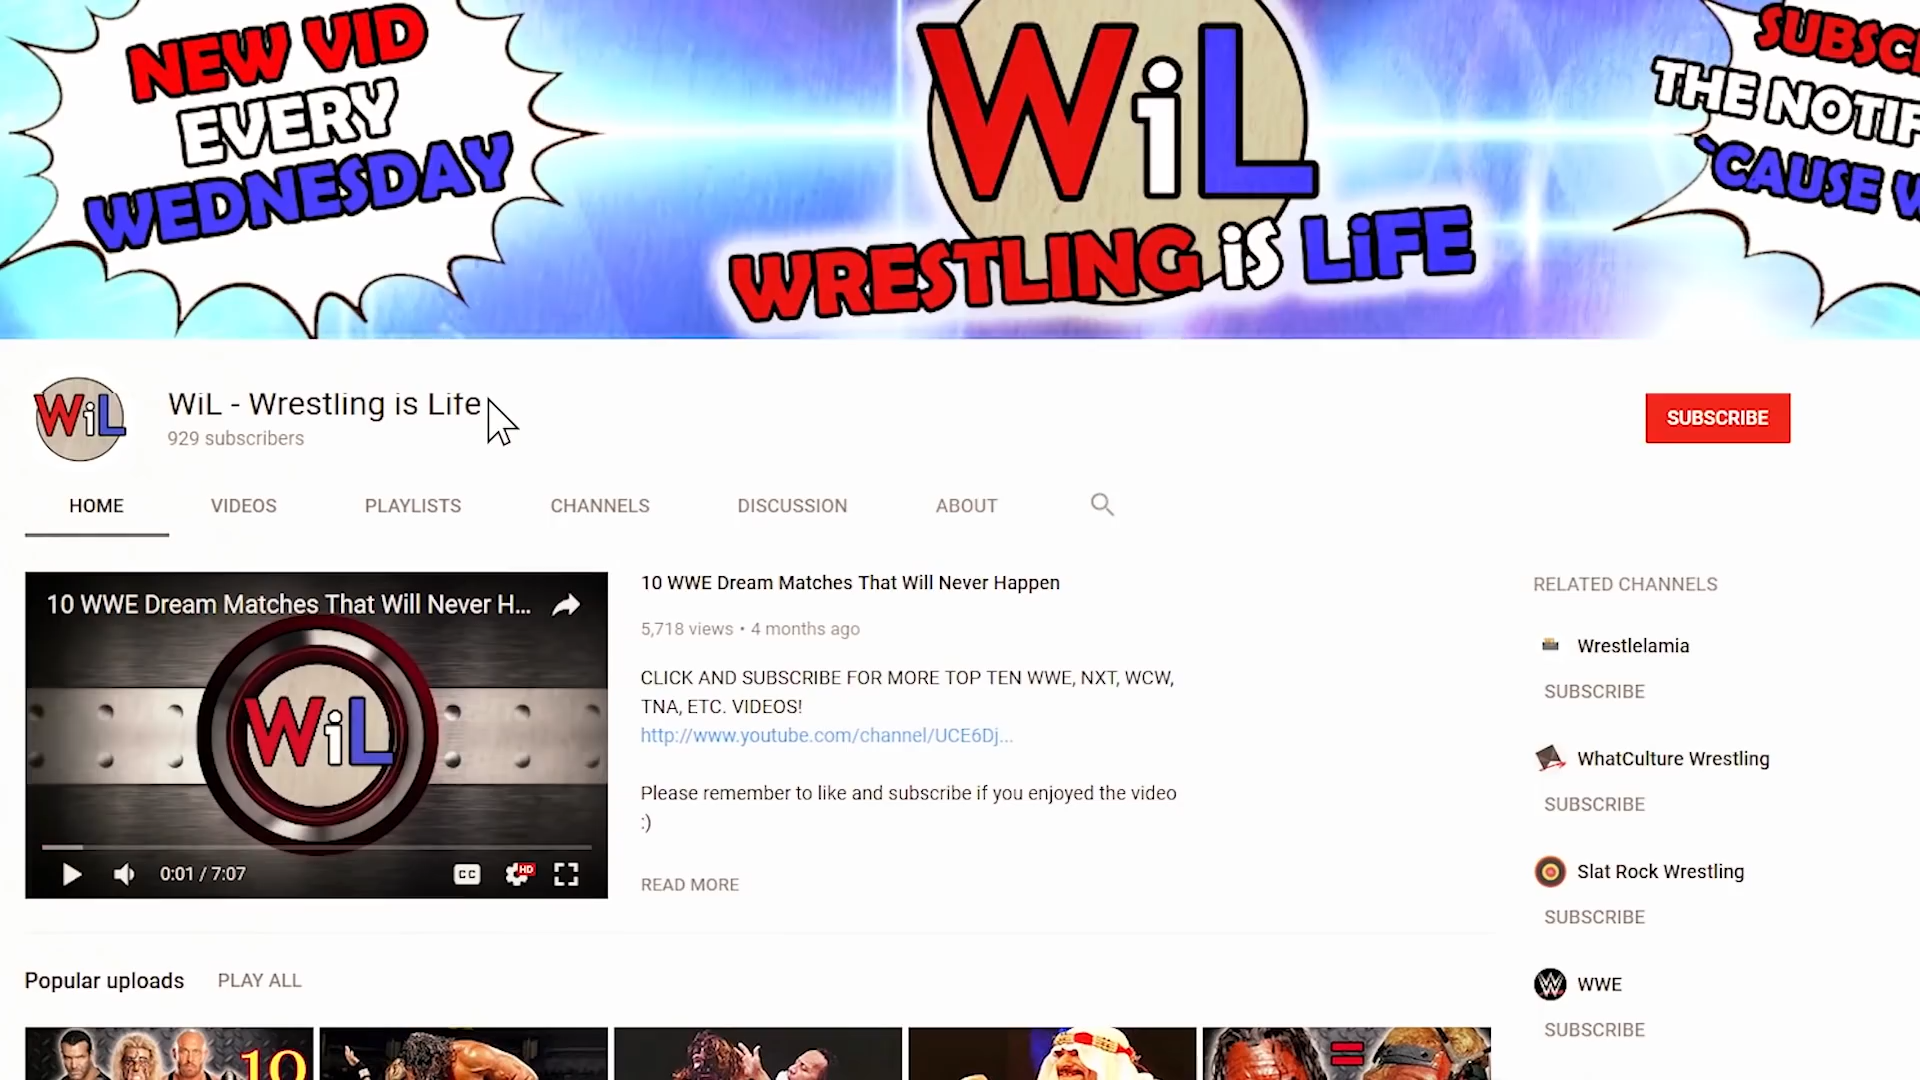 NEW VID
EVERY
WEDNESDAY
WiL
WRESTLING iS LiFE
SUBSC
THE NOTIF
`CAUSE W
WiL
WiL - Wrestling is Life
929 subscribers
SUBSCRIBE
HOME VIDEOS PLAYLISTS CHANNELS DISCUSSION ABOUT
10 WWE Dream Matches That Will Never H...
WiL
0:01 / 7:07
CC
HD
10 WWE Dream Matches That Will Never Happen
5,718 views • 4 months ago
CLICK AND SUBSCRIBE FOR MORE TOP TEN WWE, NXT, WCW,
TNA, ETC. VIDEOS!
http://www.youtube.com/channel/UCE6Dj...
Please remember to like and subscribe if you enjoyed the video
:)
READ MORE
RELATED CHANNELS
Wrestlelamia
SUBSCRIBE
WhatCulture Wrestling
SUBSCRIBE
Slat Rock Wrestling
SUBSCRIBE
WWE
SUBSCRIBE
Popular uploads PLAY ALL
10
=